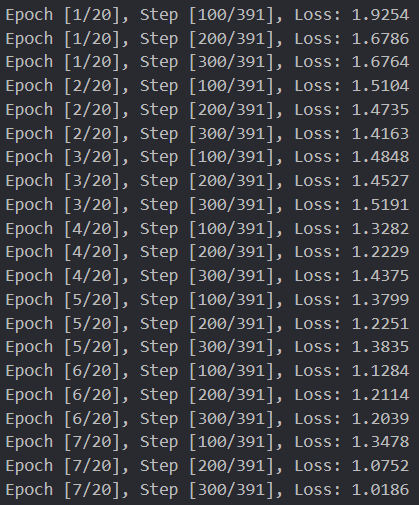 Epoch [1/20], Step [100/391], Loss: 1.9254
Epoch [1/20], Step [200/391], Loss: 1.6786
Epoch [1/20], Step [300/391], Loss: 1.6764
Epoch [2/20], Step [100/391], Loss: 1.5104
Epoch [2/20], Step [200/391], Loss: 1.4735
Epoch [2/20], Step [300/391], Loss: 1.4163
Epoch [3/20], Step [100/391], Loss: 1.4848
Epoch [3/20], Step [200/391], Loss: 1.4527
Epoch [3/20], Step [300/391], Loss: 1.5191
Epoch [4/20], Step [100/391], Loss: 1.3282
Epoch [4/20], Step [200/391], Loss: 1.2229
Epoch [4/20], Step [300/391], Loss: 1.4375
Epoch [5/20], Step [100/391], Loss: 1.3799
Epoch [5/20], Step [200/391], Loss: 1.2251
Epoch [5/20], Step [300/391], Loss: 1.3835
Epoch [6/20], Step [100/391], Loss: 1.1284
Epoch [6/20], Step [200/391], Loss: 1.2114
Epoch [6/20], Step [300/391], Loss: 1.2039
Epoch [7/20], Step [100/391], Loss: 1.3478
Epoch [7/20], Step [200/391], Loss: 1.0752
Epoch [7/20], Step [300/391], Loss: 1.0186